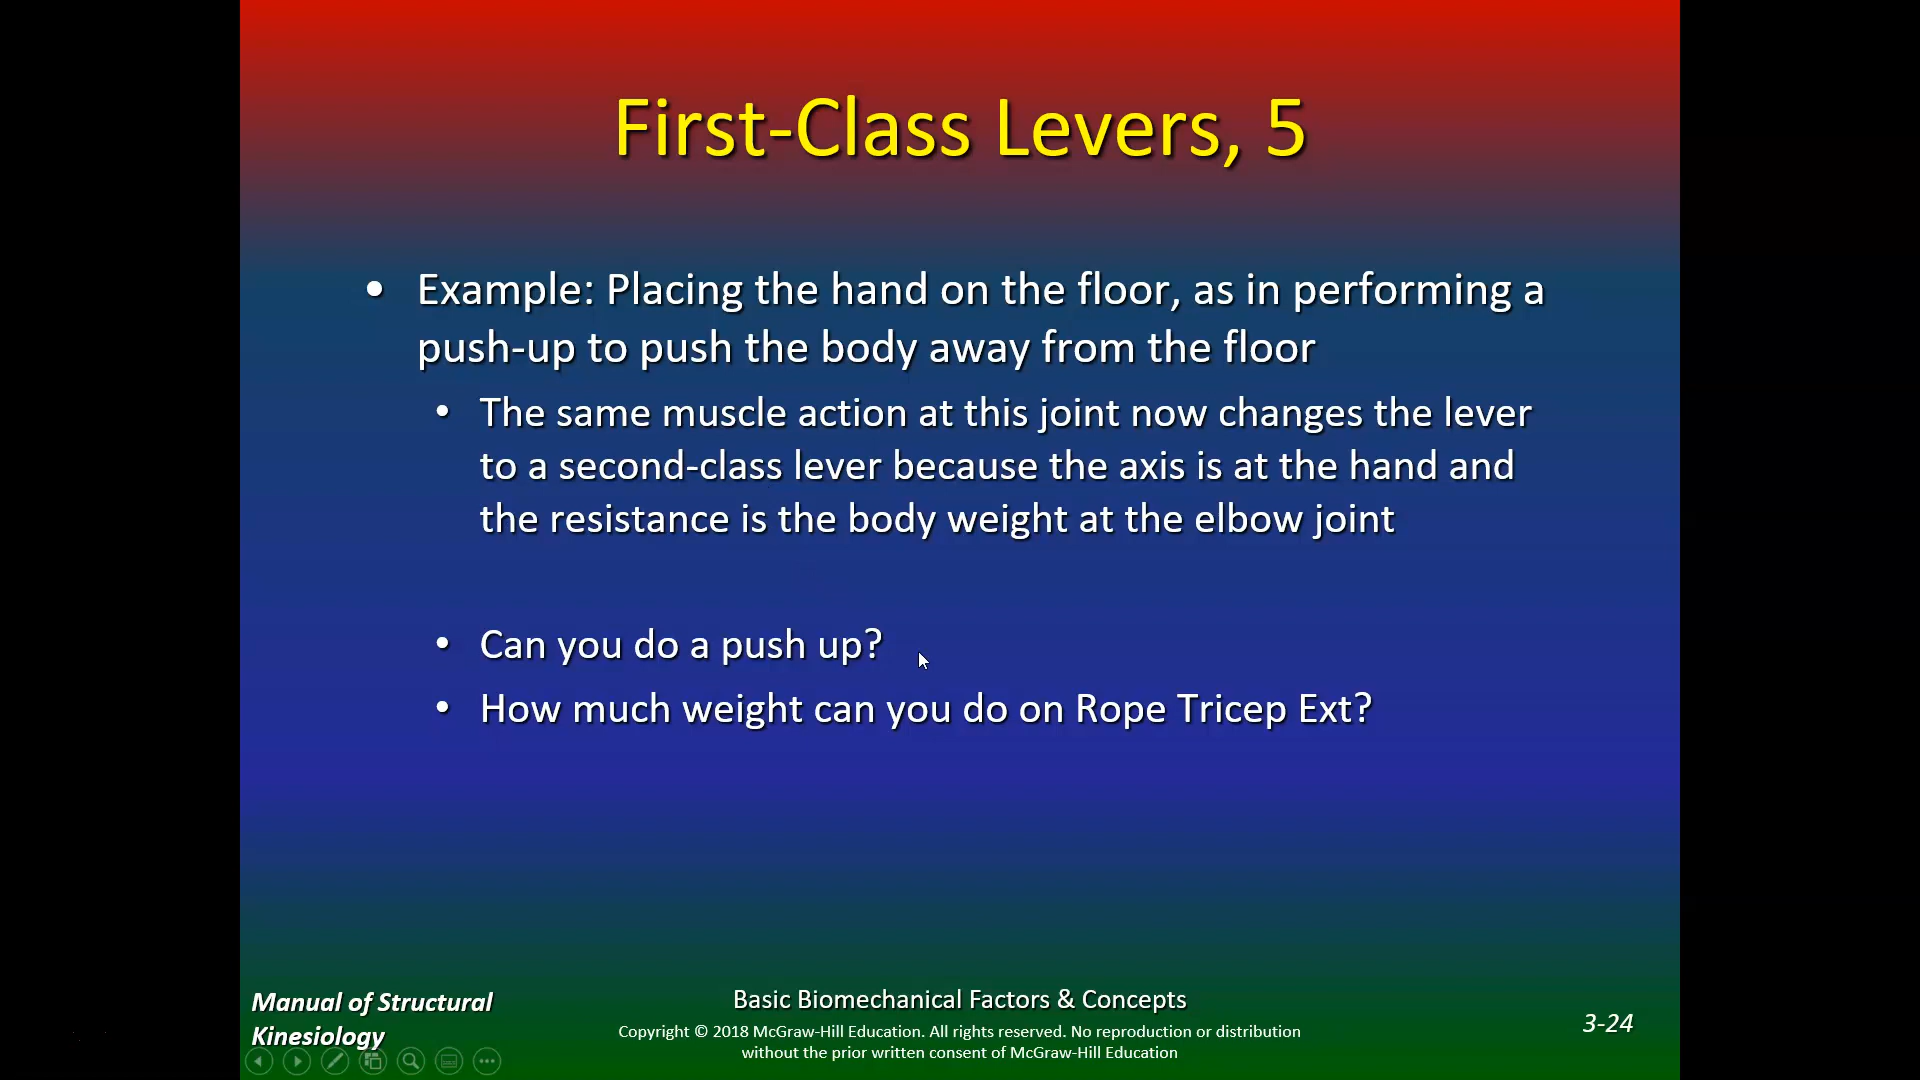 First-Class Levers, 5
• Example: Placing the hand on the floor, as in performing a
push-up to push the body away from the floor
• The same muscle action at this joint now changes the lever
to a second-class lever because the axis is at the hand and
the resistance is the body weight at the elbow joint
• Can you do a push up?
• How much weight can you do on Rope Tricep Ext?
Manual of Structural
Kinesiology
Basic Biomechanical Factors & Concepts
Copyright © 2018 McGraw-Hill Education. All rights reserved. No reproduction or distribution
without the prior written consent of McGraw-Hill Education
3-24